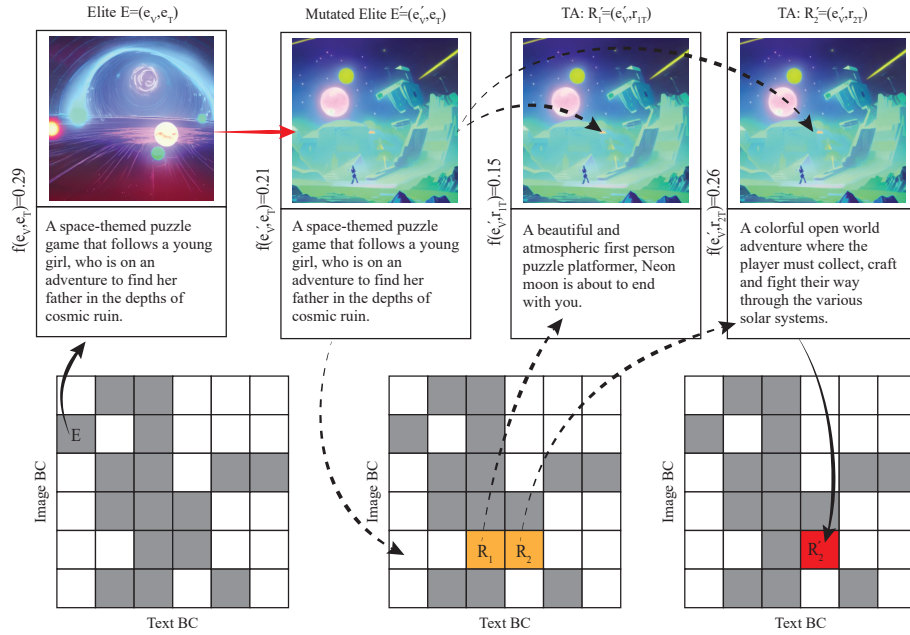 Elite E=(e_V,e_T)
Mutated Elite E′=(e′_V,e_T)
TA: R′_1=(e′_V,r_1T)
TA: R′_2=(e′_V,r_2T)
f(e_V,e_T)=0.29
f(e′_V,e_T)=0.21
f(e′_V,r_1T)=0.15
f(e′_V,r_2T)=0.26
A space-themed puzzle
game that follows a young
girl, who is on an
adventure to find her
father in the depths of
cosmic ruin.
A space-themed puzzle
game that follows a young
girl, who is on an
adventure to find her
father in the depths of
cosmic ruin.
A beautiful and
atmospheric first person
puzzle platformer, Neon
moon is about to end
with you.
A colorful open world
adventure where the
player must collect, craft
and fight their way
through the various
solar systems.
E
Image BC
Text BC
R_1
R_2
Image BC
Text BC
R′_2
Image BC
Text BC